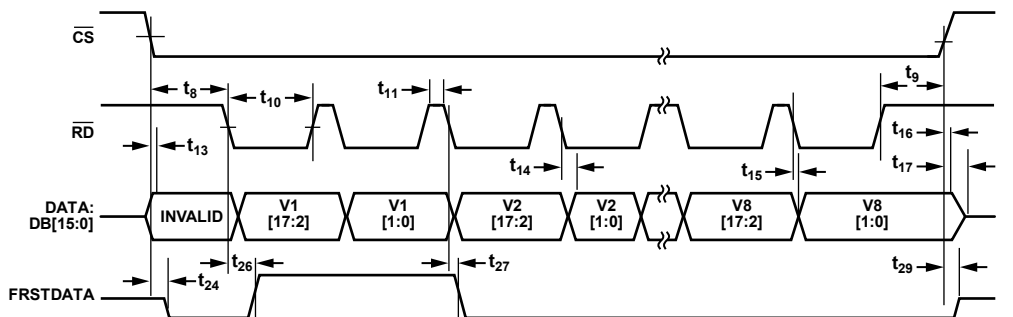 CS
t8
t10
t11
t9
RD
t13
t14
t15
t16
t17
DATA:
DB[15:0]
INVALID
V1
[17:2]
V1
[1:0]
V2
[17:2]
V2
[1:0]
V8
[17:2]
V8
[1:0]
t24
t26
t27
t29
FRSTDATA